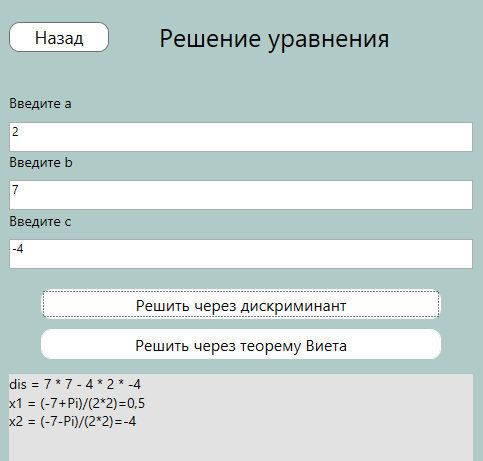 Назад
Решение уравнения
Введите a
2
Введите b
7
Введите c
-4
Решить через дискриминант
Решить через теорему Виета
dis = 7 * 7 - 4 * 2 * -4
x1 = (-7+Pi)/(2*2)=0,5
x2 = (-7-Pi)/(2*2)=-4